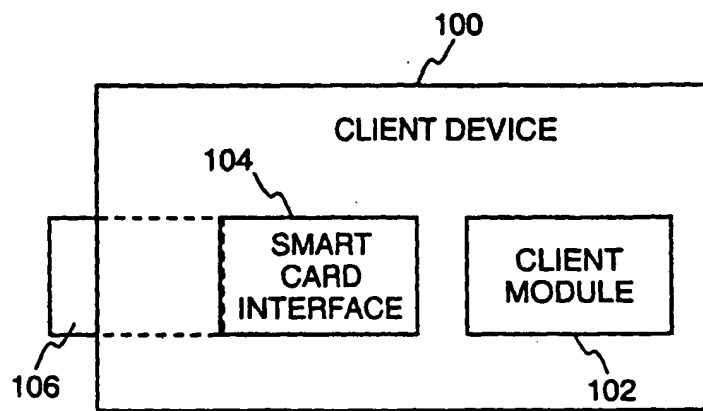 100
CLIENT DEVICE
104
SMART
CARD
INTERFACE
CLIENT
MODULE
106
102